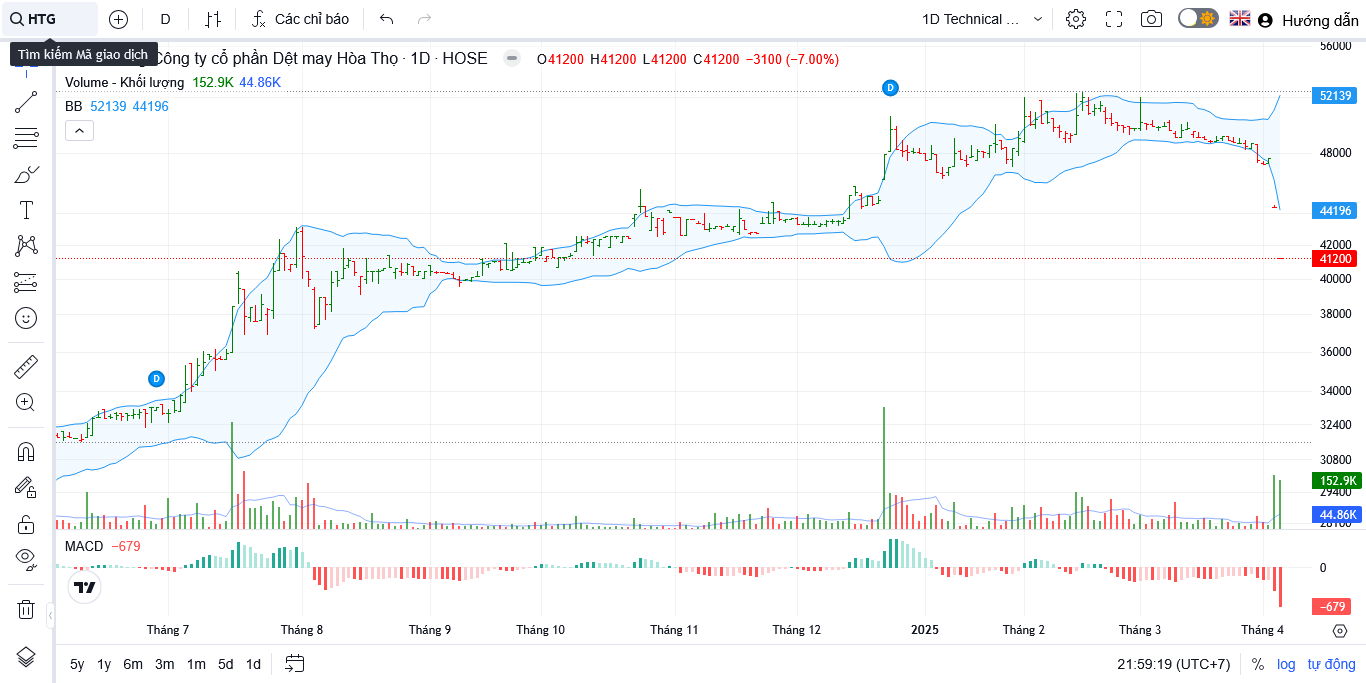 HTG
D
Các chỉ báo
1D Technical ...
Hướng dẫn
Tìm kiếm Mã giao dịch
Công ty cổ phần Dệt may Hòa Thọ · 1D · HOSE
O41200 H41200 L41200 C41200 −3100 (−7.00%)
Volume - Khối lượng 152.9K 44.86K
BB 52139 44196
D
D
56000
52139
48000
44196
42000
41200
40000
38000
36000
34000
32400
30800
152.9K
29400
44.86K
MACD −679
0
−679
Tháng 7 Tháng 8 Tháng 9 Tháng 10 Tháng 11 Tháng 12 2025 Tháng 2 Tháng 3 Tháng 4
5y 1y 6m 3m 1m 5d 1d
21:59:19 (UTC+7) % log tự động